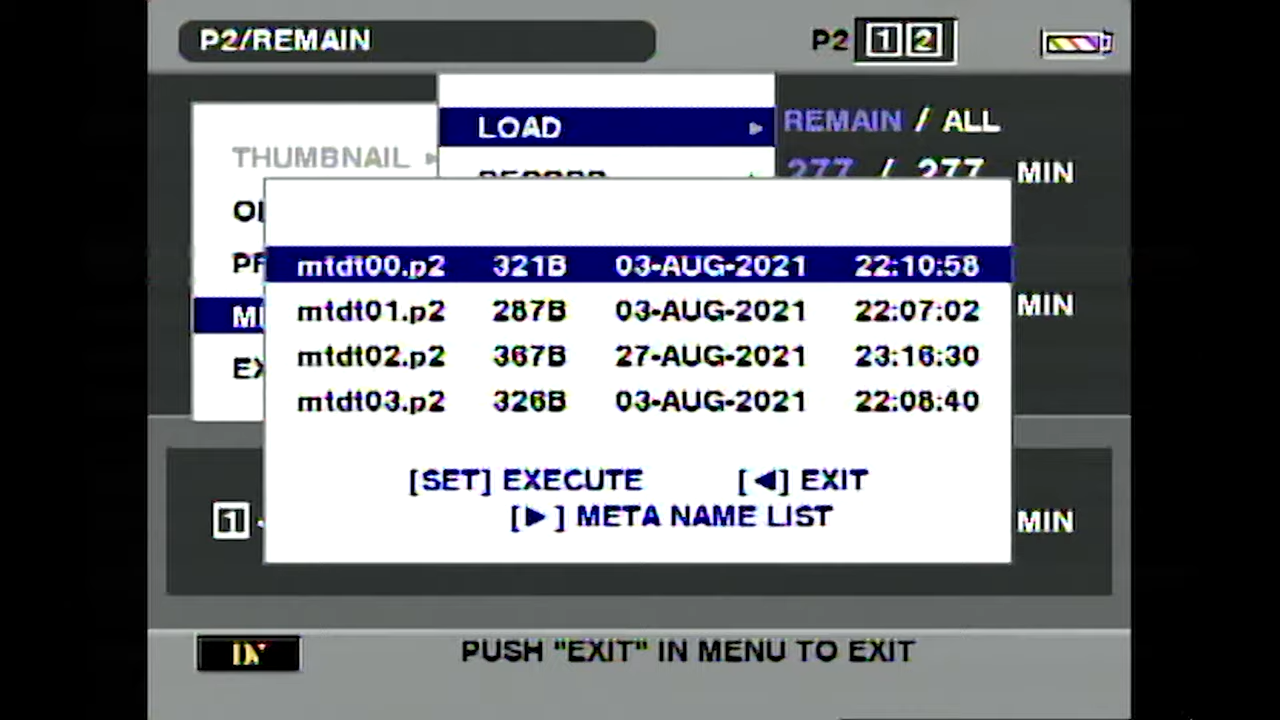 P2/REMAIN P2 1 2
LOAD
REMAIN / ALL
THUMBNAIL
277 / 277 MIN
mtdt00.p2 321B 03-AUG-2021 22:10:58
mtdt01.p2 287B 03-AUG-2021 22:07:02
MIN
mtdt02.p2 367B 27-AUG-2021 23:16:30
mtdt03.p2 326B 03-AUG-2021 22:08:40
[SET] EXECUTE [◀] EXIT
[▶] META NAME LIST
1 MIN
PUSH "EXIT" IN MENU TO EXIT